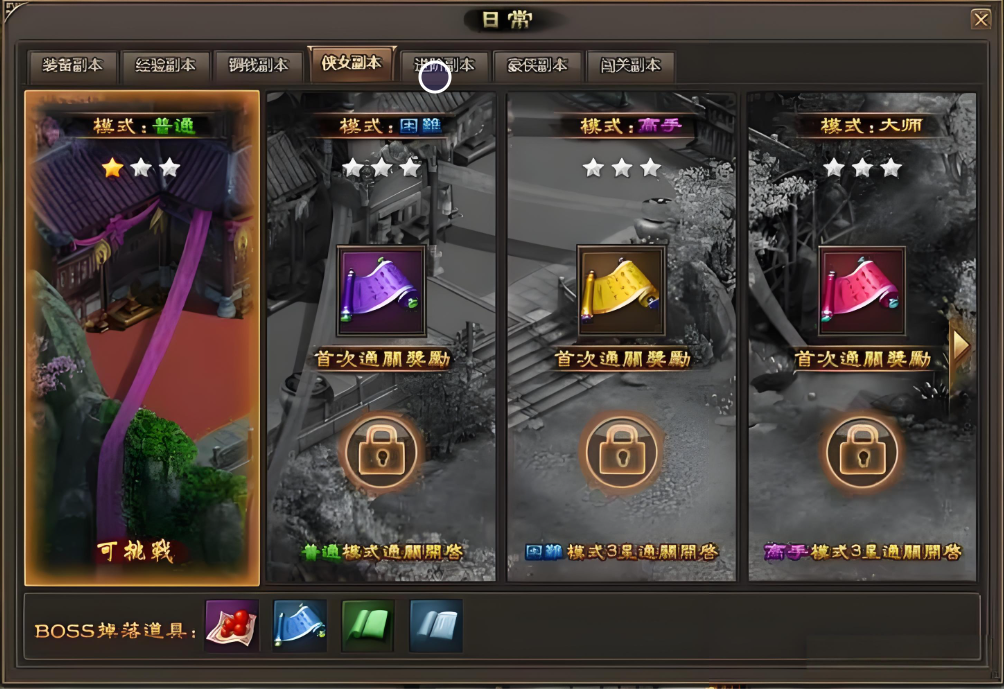 日常
装备副本 经验副本 铜钱副本 侠女副本 进阶副本 豪侠副本 闯关副本
模式：普通 模式：困難 模式：高手 模式：大师
首次通關獎勵 首次通關獎勵 首次通關獎勵
可挑戰 普通模式通關開啓 困難模式3星通關開啓 高手模式3星通關開啓
BOSS掉落道具：